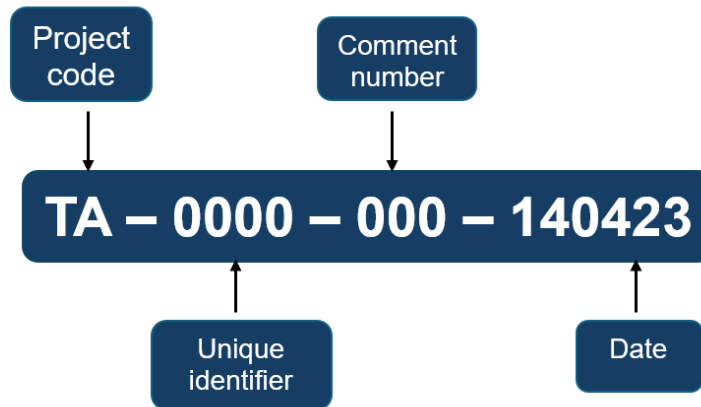 Project
code
Comment
number
TA – 0000 – 000 – 140423
Unique
identifier
Date